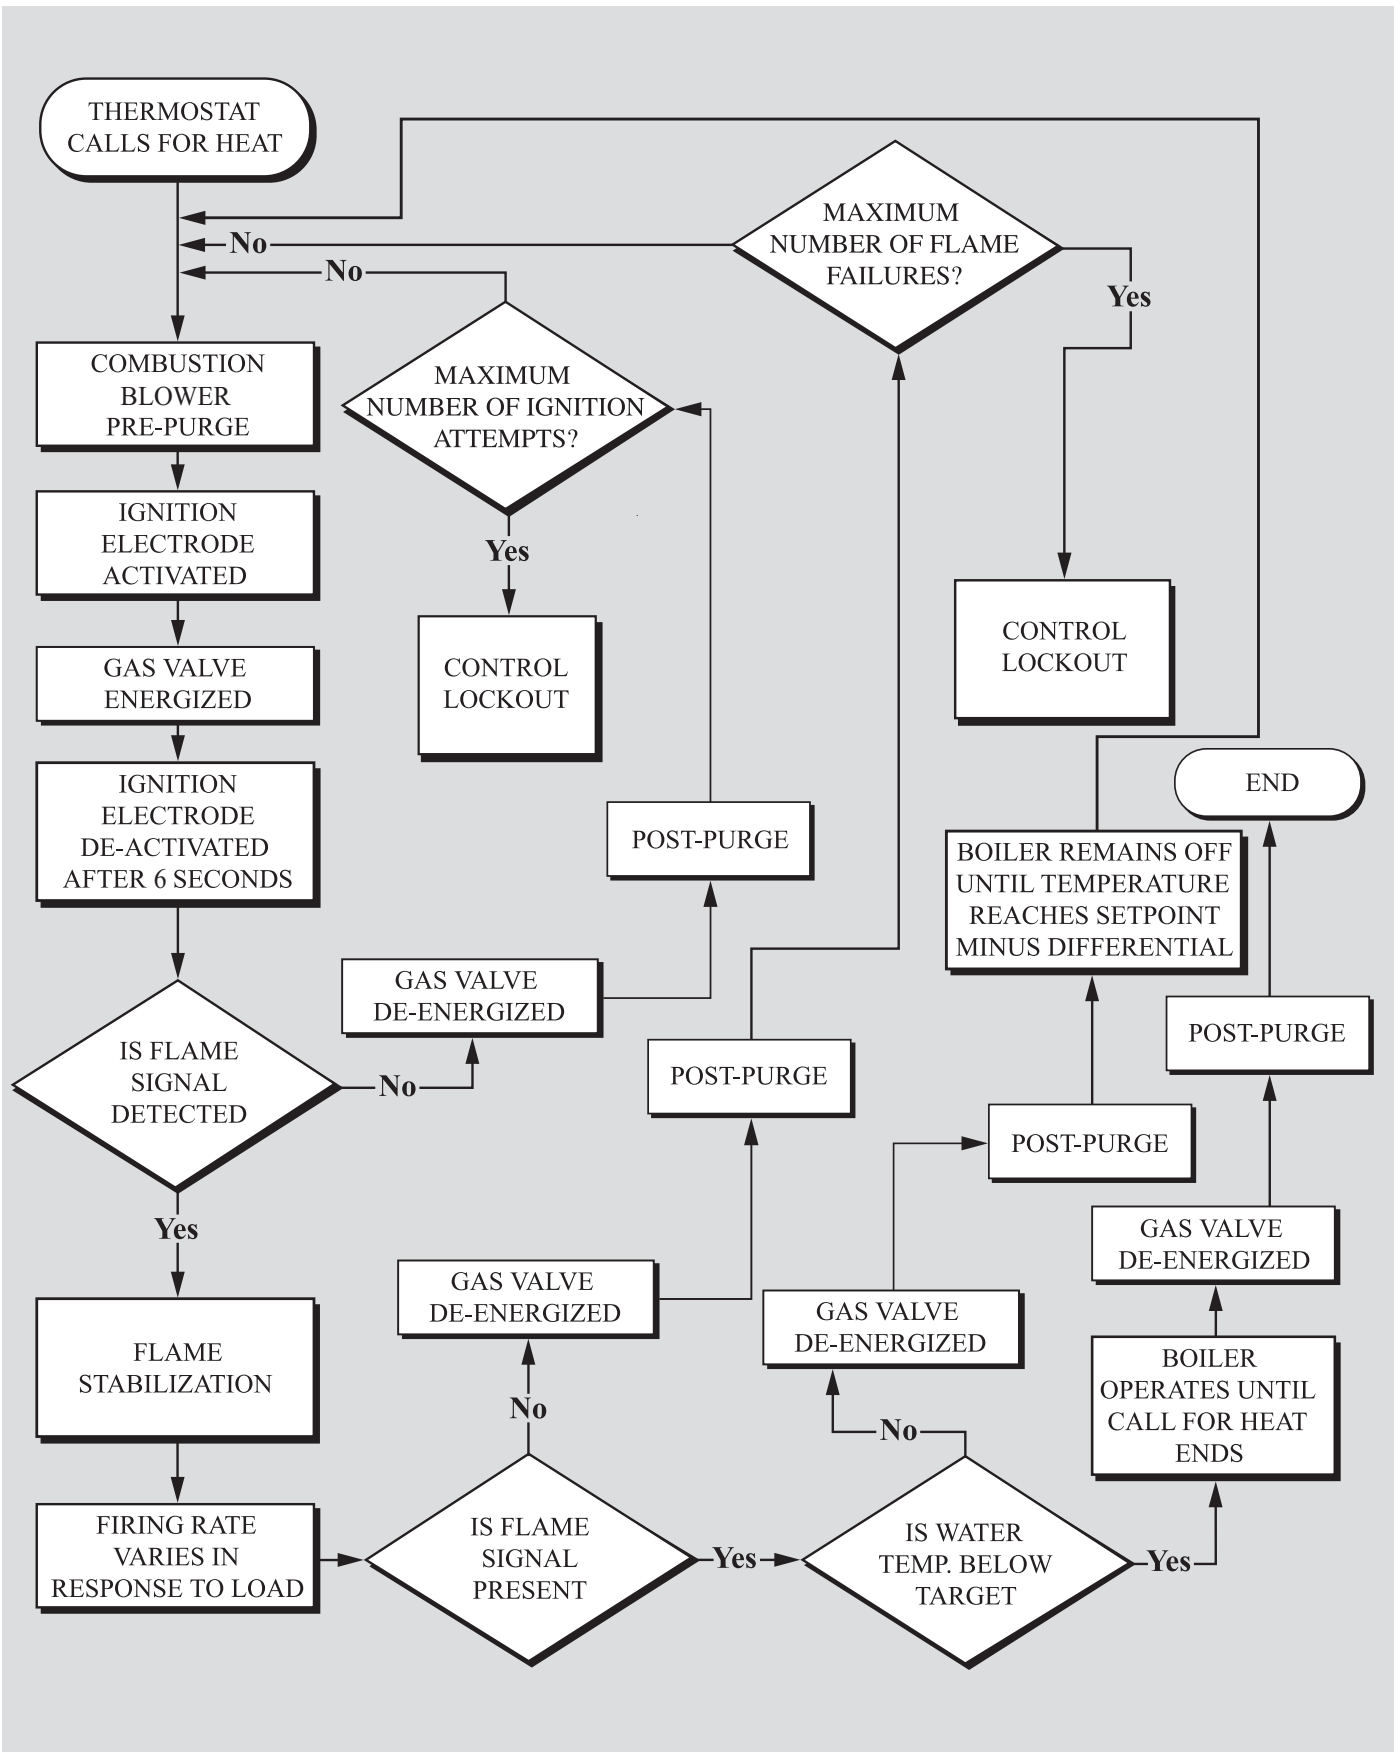 THERMOSTAT
CALLS FOR HEAT
MAXIMUM
NUMBER OF FLAME
FAILURES?
No
No
Yes
COMBUSTION
BLOWER
PRE-PURGE
MAXIMUM
NUMBER OF IGNITION
ATTEMPTS?
IGNITION
ELECTRODE
ACTIVATED
Yes
CONTROL
LOCKOUT
CONTROL
LOCKOUT
GAS VALVE
ENERGIZED
IGNITION
ELECTRODE
DE-ACTIVATED
AFTER 6 SECONDS
POST-PURGE
END
BOILER REMAINS OFF
UNTIL TEMPERATURE
REACHES SETPOINT
MINUS DIFFERENTIAL
GAS VALVE
DE-ENERGIZED
POST-PURGE
IS FLAME
SIGNAL
DETECTED
No
POST-PURGE
POST-PURGE
Yes
GAS VALVE
DE-ENERGIZED
GAS VALVE
DE-ENERGIZED
GAS VALVE
DE-ENERGIZED
FLAME
STABILIZATION
BOILER
OPERATES UNTIL
CALL FOR HEAT
ENDS
No
No
FIRING RATE
VARIES IN
RESPONSE TO LOAD
IS FLAME
SIGNAL
PRESENT
Yes
IS WATER
TEMP. BELOW
TARGET
Yes